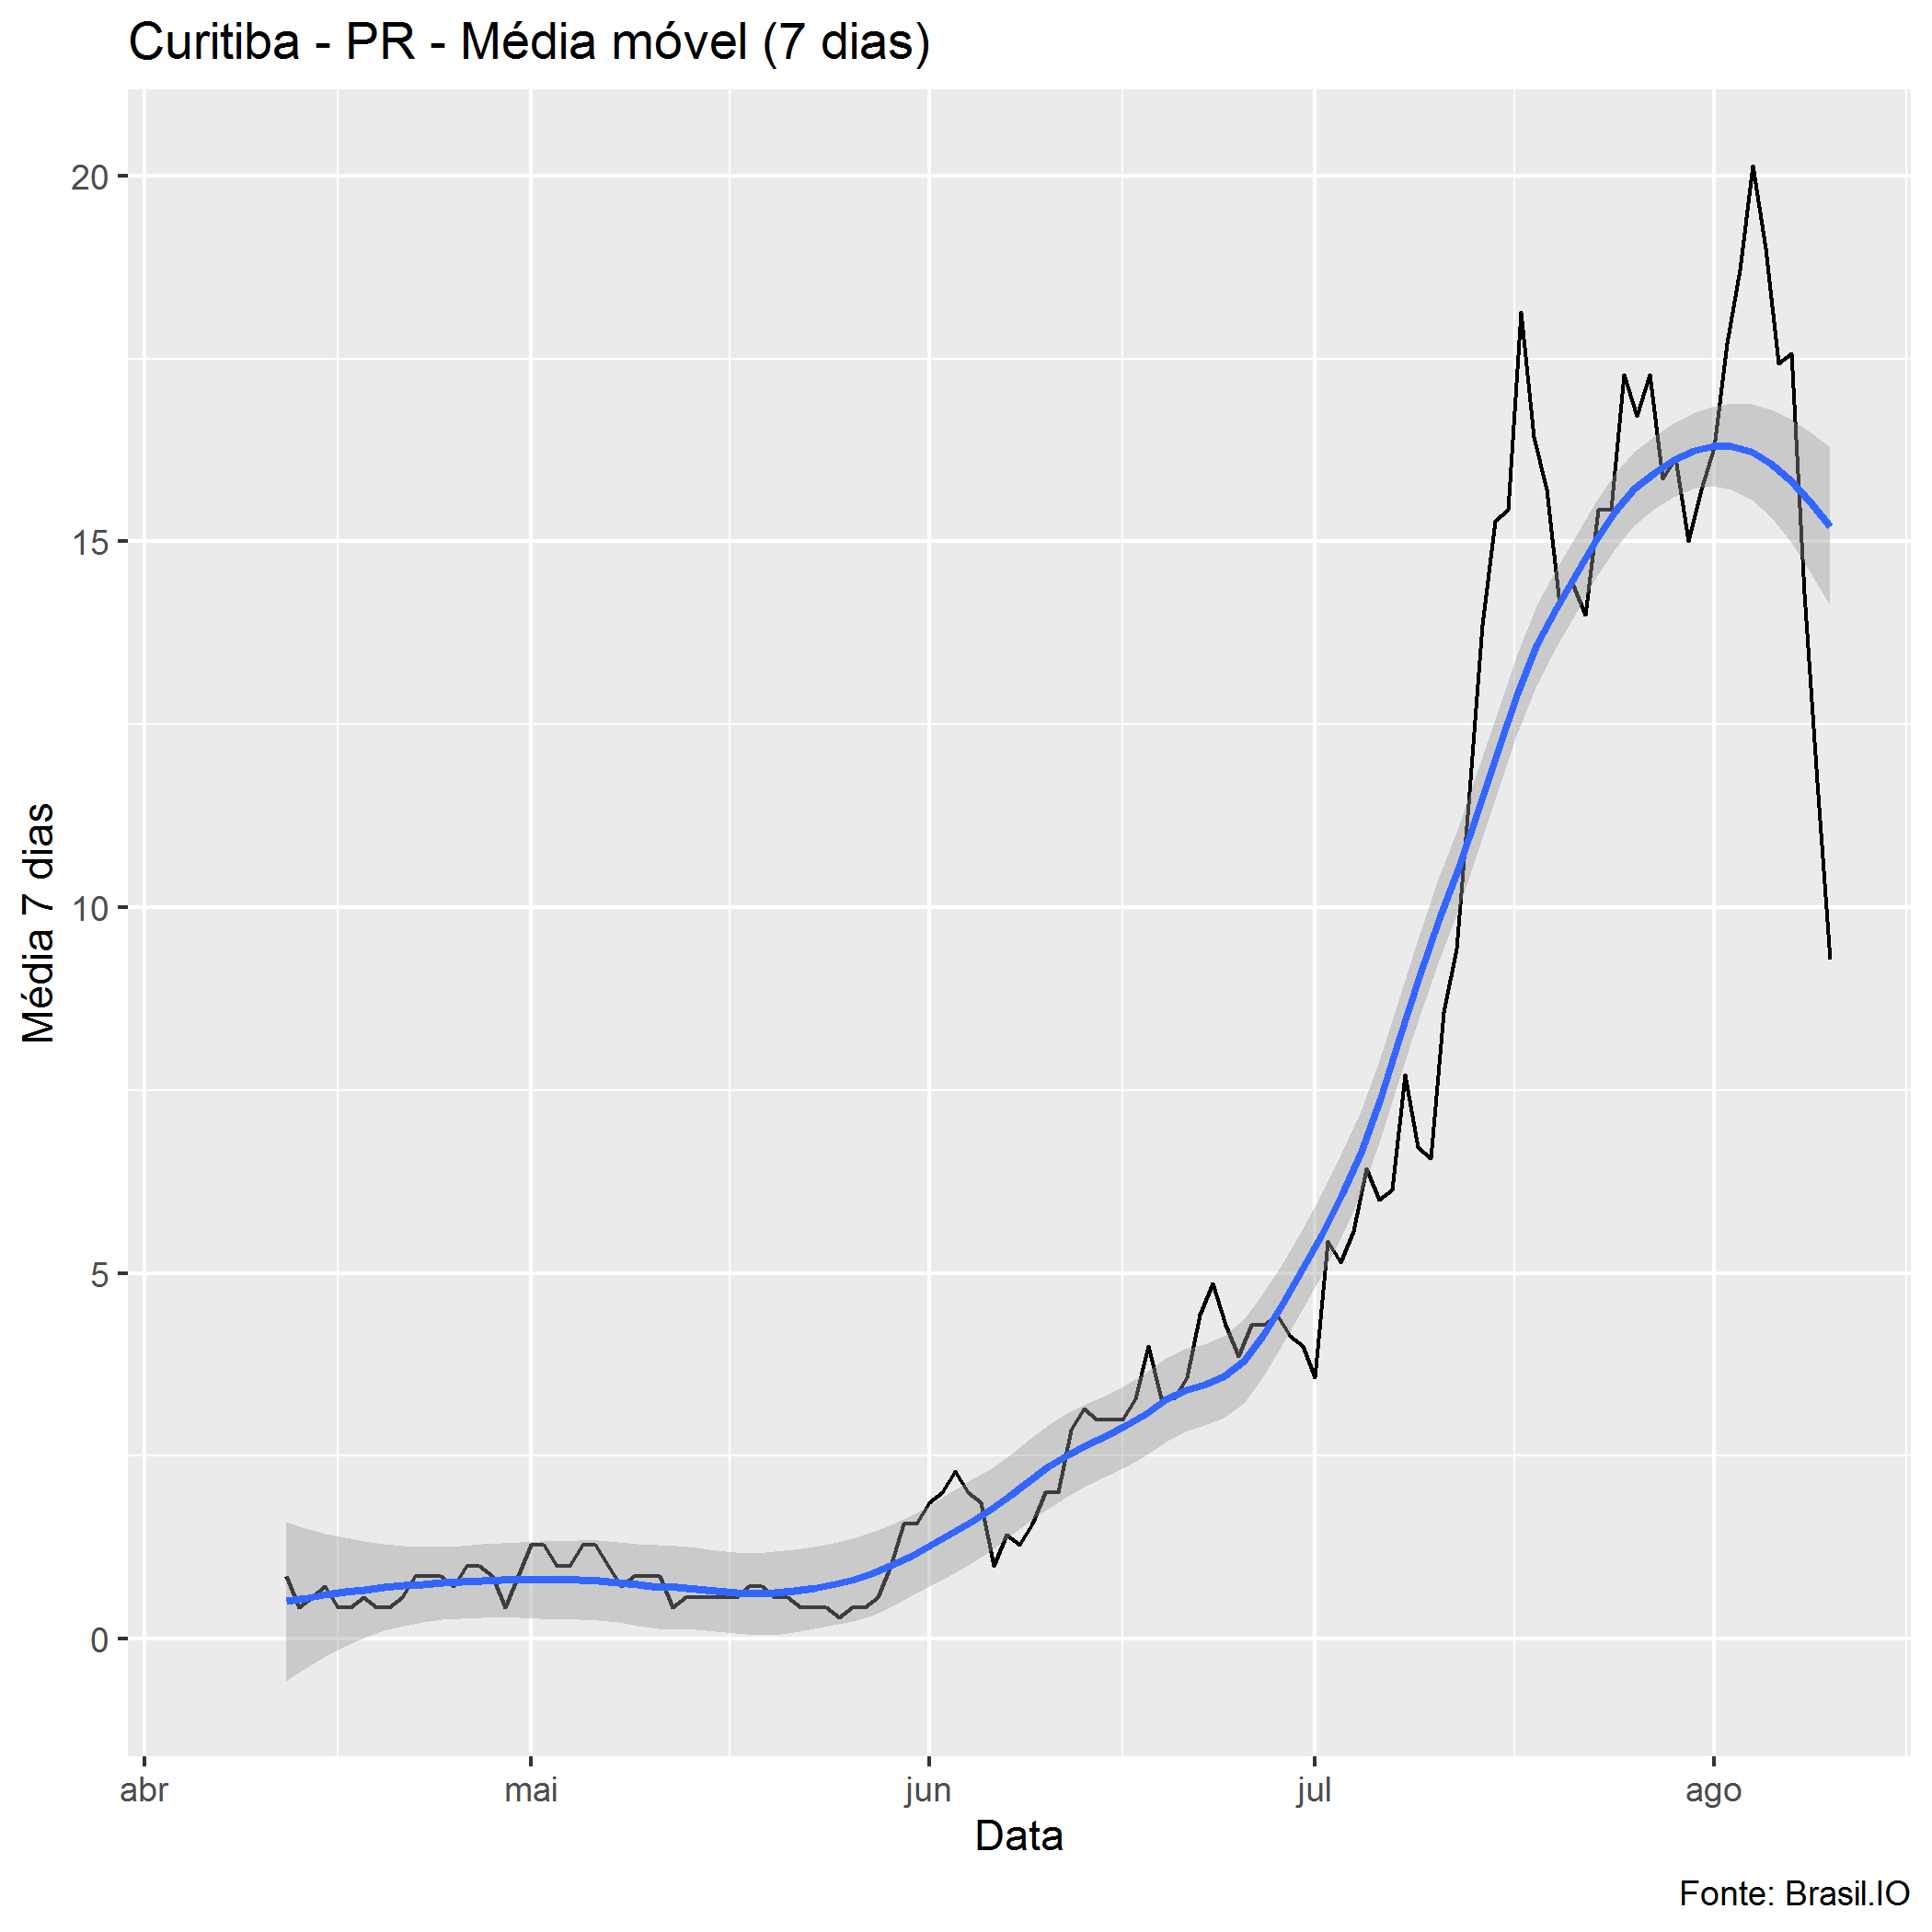 Curitiba - PR - Média móvel (7 dias)
Média 7 dias
20
15
10
5
0
abr
mai
jun
jul
ago
Data
Fonte: Brasil.IO